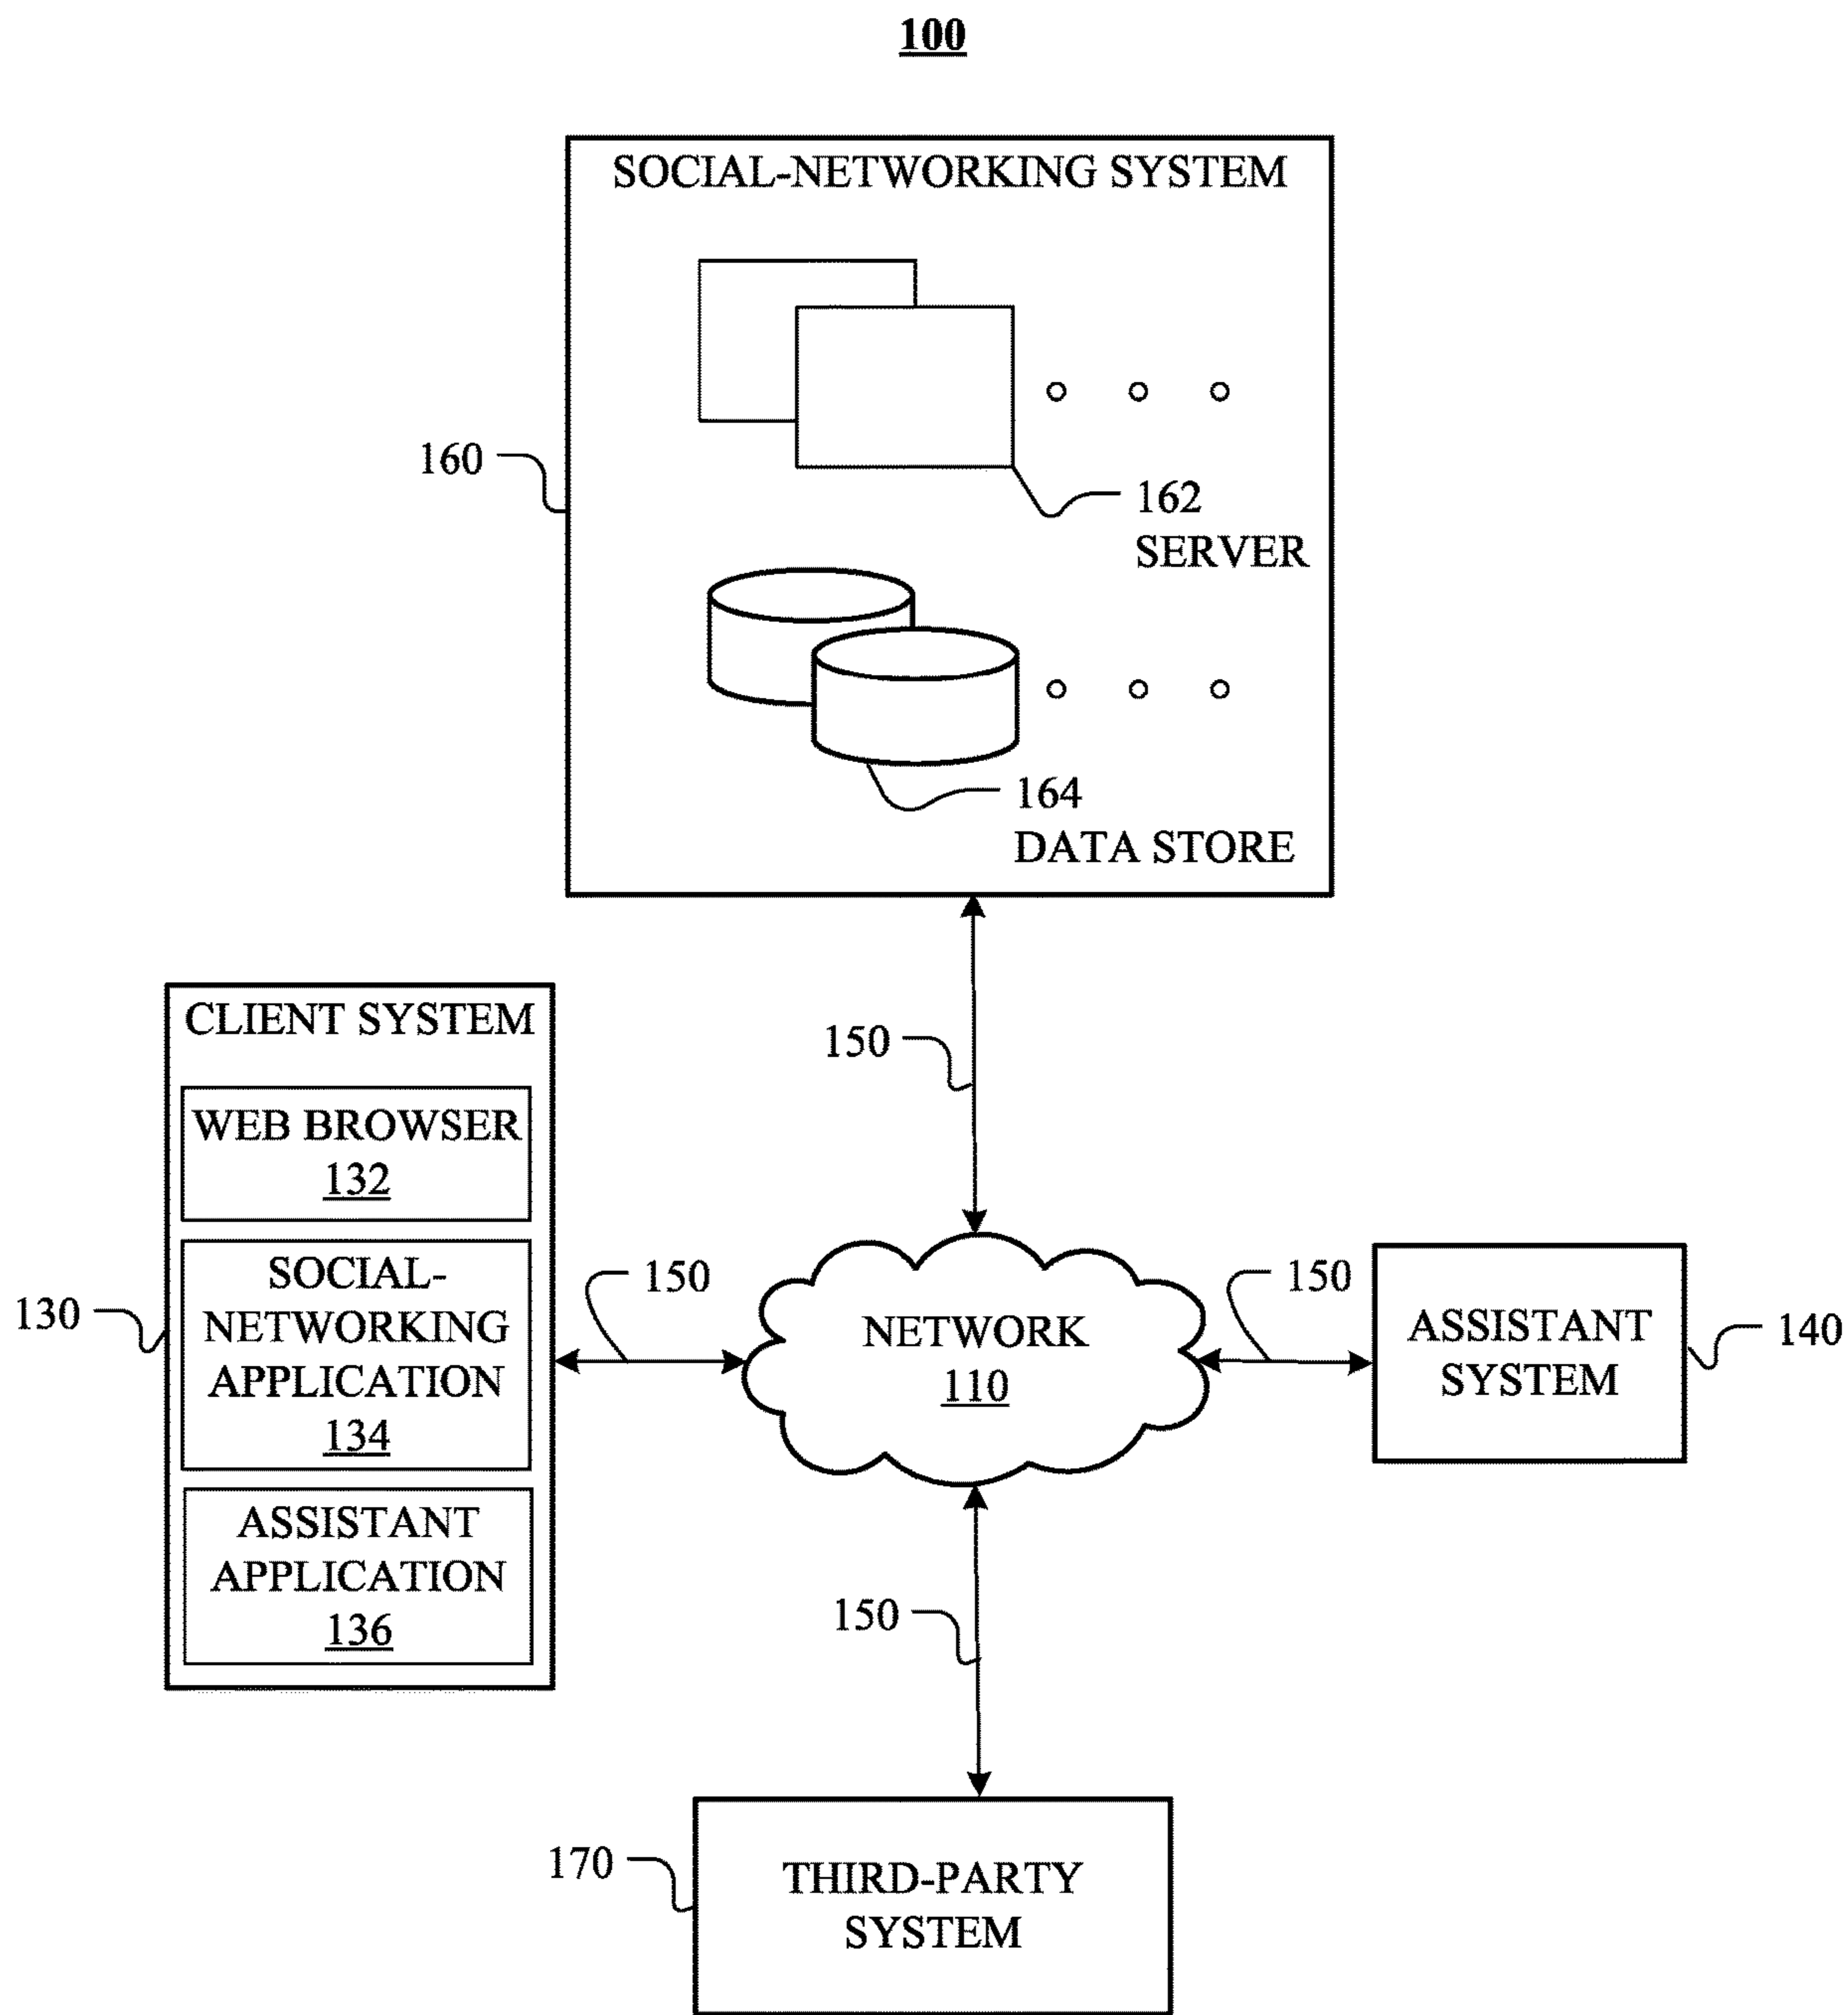 100
SOCIAL-NETWORKING SYSTEM
160
162
SERVER
164
DATA STORE
CLIENT SYSTEM
WEB BROWSER
132
SOCIAL-
NETWORKING
APPLICATION
134
ASSISTANT
APPLICATION
136
130
150
150
NETWORK
110
150
ASSISTANT
SYSTEM
140
150
170
THIRD-PARTY
SYSTEM